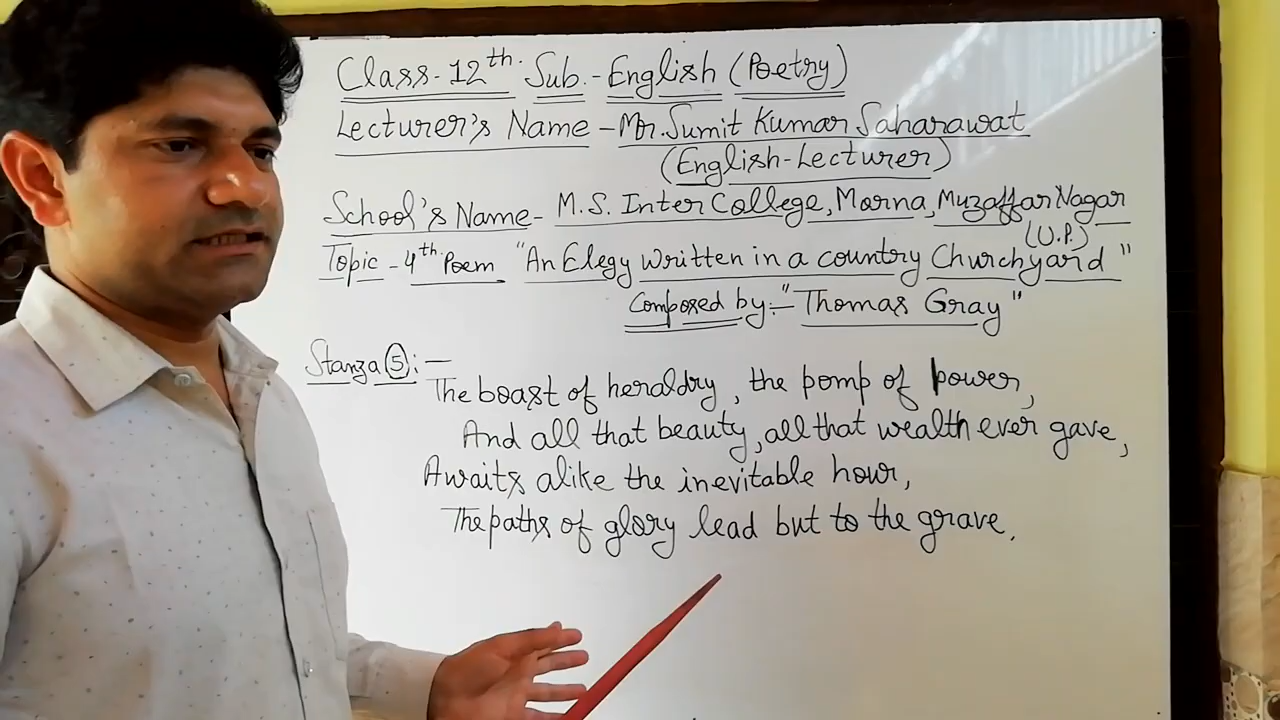 Class-12th. Sub.-English (Poetry)
Lecturer's Name - Mr. Sumit Kumar Saharawat
(English-Lecturer)
School's Name- M.S. Inter College, Morna, Muzaffar Nagar
(U.P.)
Topic - 4th Poem "An Elegy written in a country Churchyard"
Composed by:- "Thomas Gray"
Stanza 5:-
The boast of heraldry, the pomp of power,
And all that beauty, all that wealth ever gave,
Awaits alike the inevitable hour,
The paths of glory lead but to the grave.